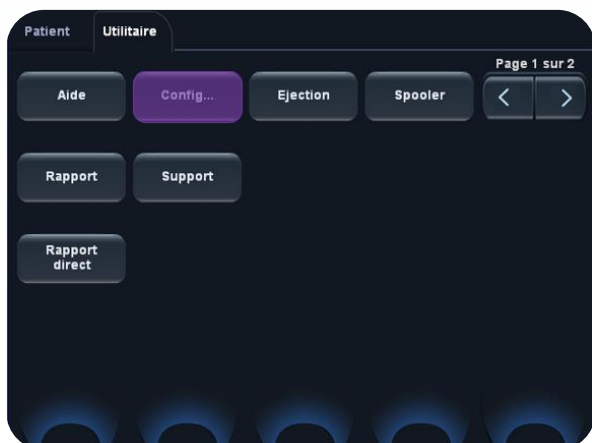 Patient
Utilitaire
Page 1 sur 2
Aide
Config...
Ejection
Spooler
Rapport
Support
Rapport
direct